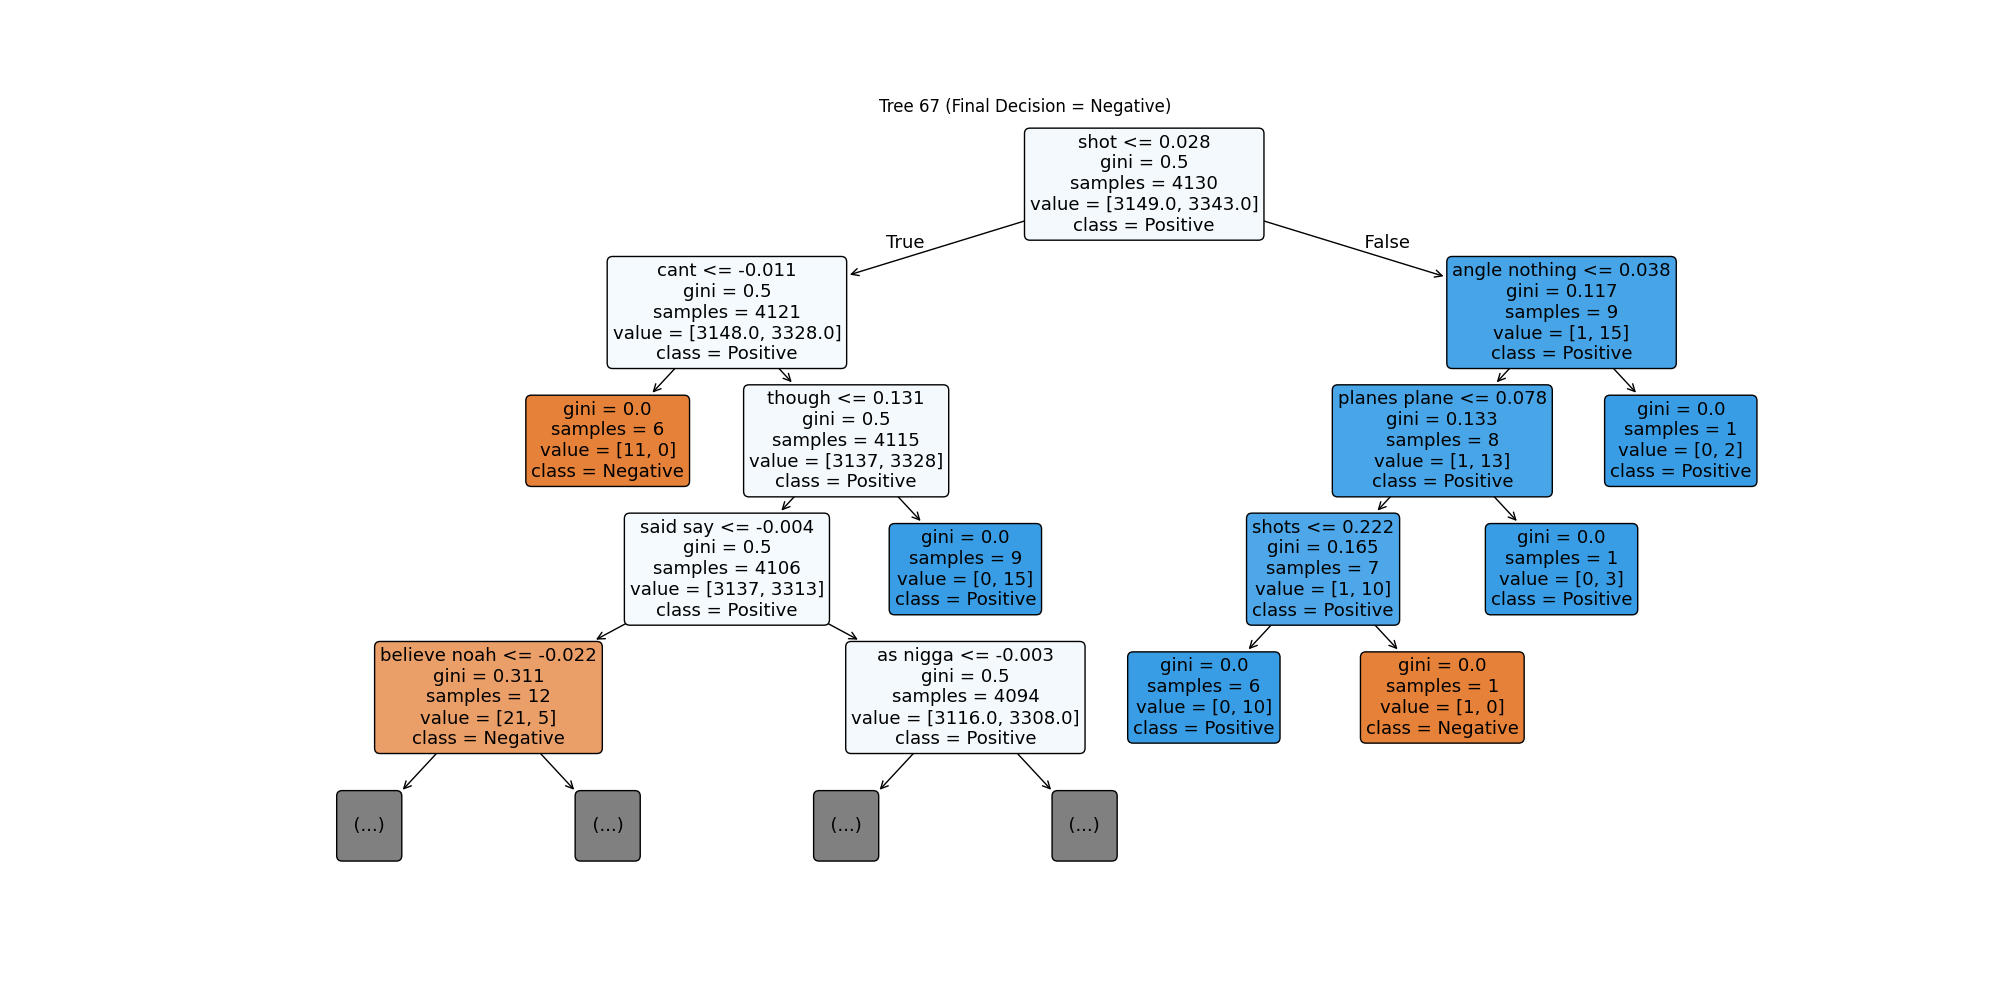 Tree 67 (Final Decision = Negative)
shot <= 0.028
gini = 0.5
samples = 4130
value = [3149.0, 3343.0]
class = Positive
True
False
cant <= -0.011
gini = 0.5
samples = 4121
value = [3148.0, 3328.0]
class = Positive
angle nothing <= 0.038
gini = 0.117
samples = 9
value = [1, 15]
class = Positive
gini = 0.0
samples = 6
value = [11, 0]
class = Negative
though <= 0.131
gini = 0.5
samples = 4115
value = [3137, 3328]
class = Positive
planes plane <= 0.078
gini = 0.133
samples = 8
value = [1, 13]
class = Positive
gini = 0.0
samples = 1
value = [0, 2]
class = Positive
said say <= -0.004
gini = 0.5
samples = 4106
value = [3137, 3313]
class = Positive
gini = 0.0
samples = 9
value = [0, 15]
class = Positive
shots <= 0.222
gini = 0.165
samples = 7
value = [1, 10]
class = Positive
gini = 0.0
samples = 1
value = [0, 3]
class = Positive
believe noah <= -0.022
gini = 0.311
samples = 12
value = [21, 5]
class = Negative
as nigga <= -0.003
gini = 0.5
samples = 4094
value = [3116.0, 3308.0]
class = Positive
gini = 0.0
samples = 6
value = [0, 10]
class = Positive
gini = 0.0
samples = 1
value = [1, 0]
class = Negative
(...)
(...)
(...)
(...)